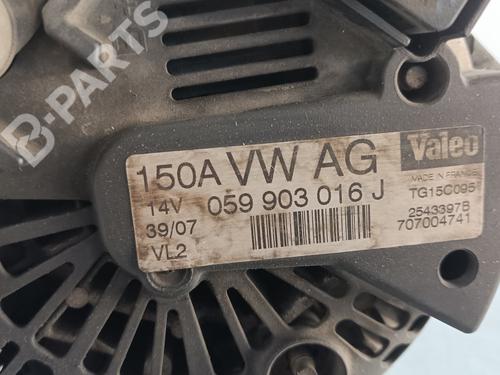 B-PARTS
150A VW AG
Valeo
MADE IN FRANCE
14V 059 903 016 J
TG15C095
39/07
2543397B
VL2
707004741